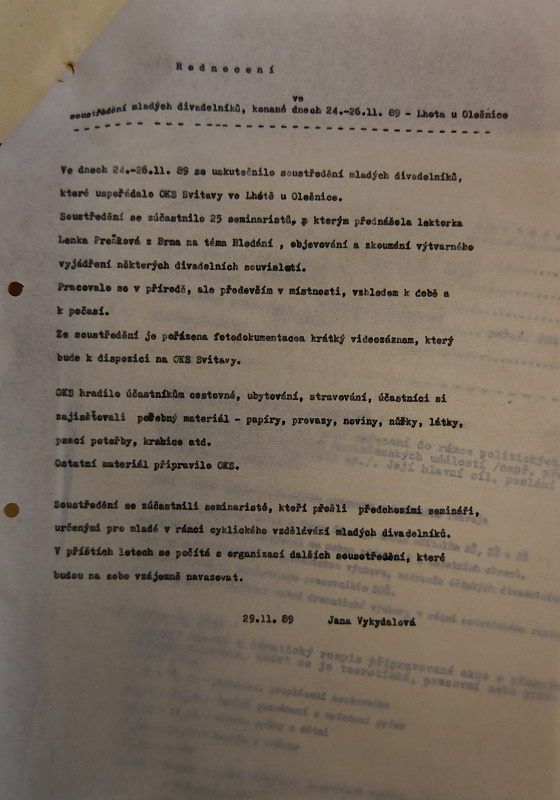 H o d n o c e n í
ve
soustředění mladých divadelníků, konané dnech 24.-26.11. 89 - Lhota u Olešnice
Ve dnech 24.-26.11. 89 se uskutečnilo soustředění mladých divadelníků,
které uspořádalo OKS Svitavy ve Lhótě u Olešnice.
Soustředění se zúčastnilo 25 seminaristů, kterým přednášela lektorka
Lenka Preňková z Brna na téma Hledání , objevování a zkoumání výtvarného
vyjádření některých divadelních souvislotí.
Pracovalo se v přírodě, ale především v místnosti, vzhledem k době a
k počasí.
Ze soustředění je pořízena fotodokumentacea krátký videozáznam, který
bude k dispozici na OKS Svitavy.
OKS hradilo účastníkům cestovné, ubytování, stravování, účastníci si
zajišťovali potřebný materiál - papíry, provazy, noviny, nůžky, látky,
psací potřeby, krabice atd.
Ostatní materiál připravilo OKS.
Soustředění se zúčastnili seminaristé, kteří prošli předchozími semináři,
určenými pro mladé v rámci cyklického vzdělávání mladých divadelníků.
V příštích letech se počítá s organizací dalších soustředění, které
budou na sebe vzájemně navazovat.
29.11. 89 Jana Vykydalová